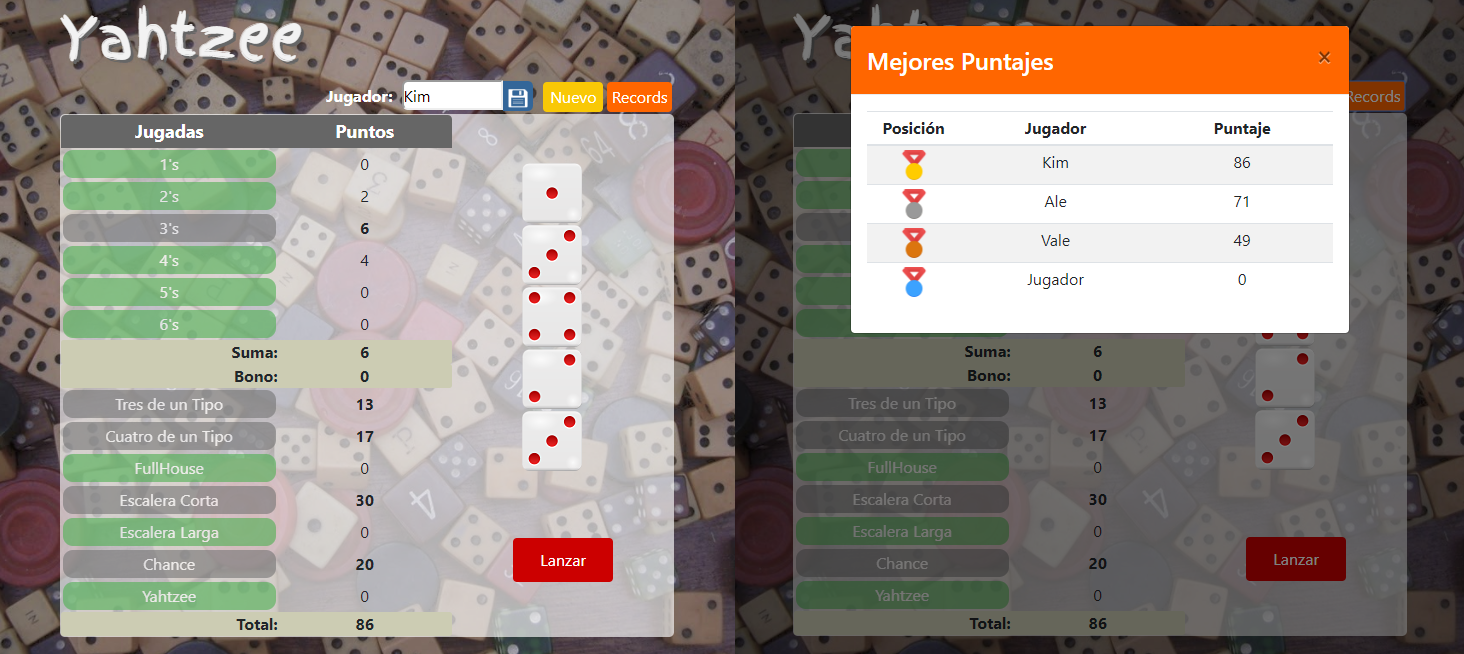 Yahtzee
Jugador: Kim Nuevo Records
Jugadas Puntos
1's 0
2's 2
3's 6
4's 4
5's 0
6's 0
Suma: 6
Bono: 0
Tres de un Tipo 13
Cuatro de un Tipo 17
FullHouse 0
Escalera Corta 30
Escalera Larga 0
Chance 20
Yahtzee 0
Total: 86
Lanzar
Mejores Puntajes ×
Records
Posición Jugador Puntaje
Kim 86
Ale 71
Vale 49
Jugador 0
Suma: 6
Bono: 0
Tres de un Tipo 13
Cuatro de un Tipo 17
FullHouse 0
Escalera Corta 30
Escalera Larga 0
Chance 20
Yahtzee 0
Total: 86
Lanzar